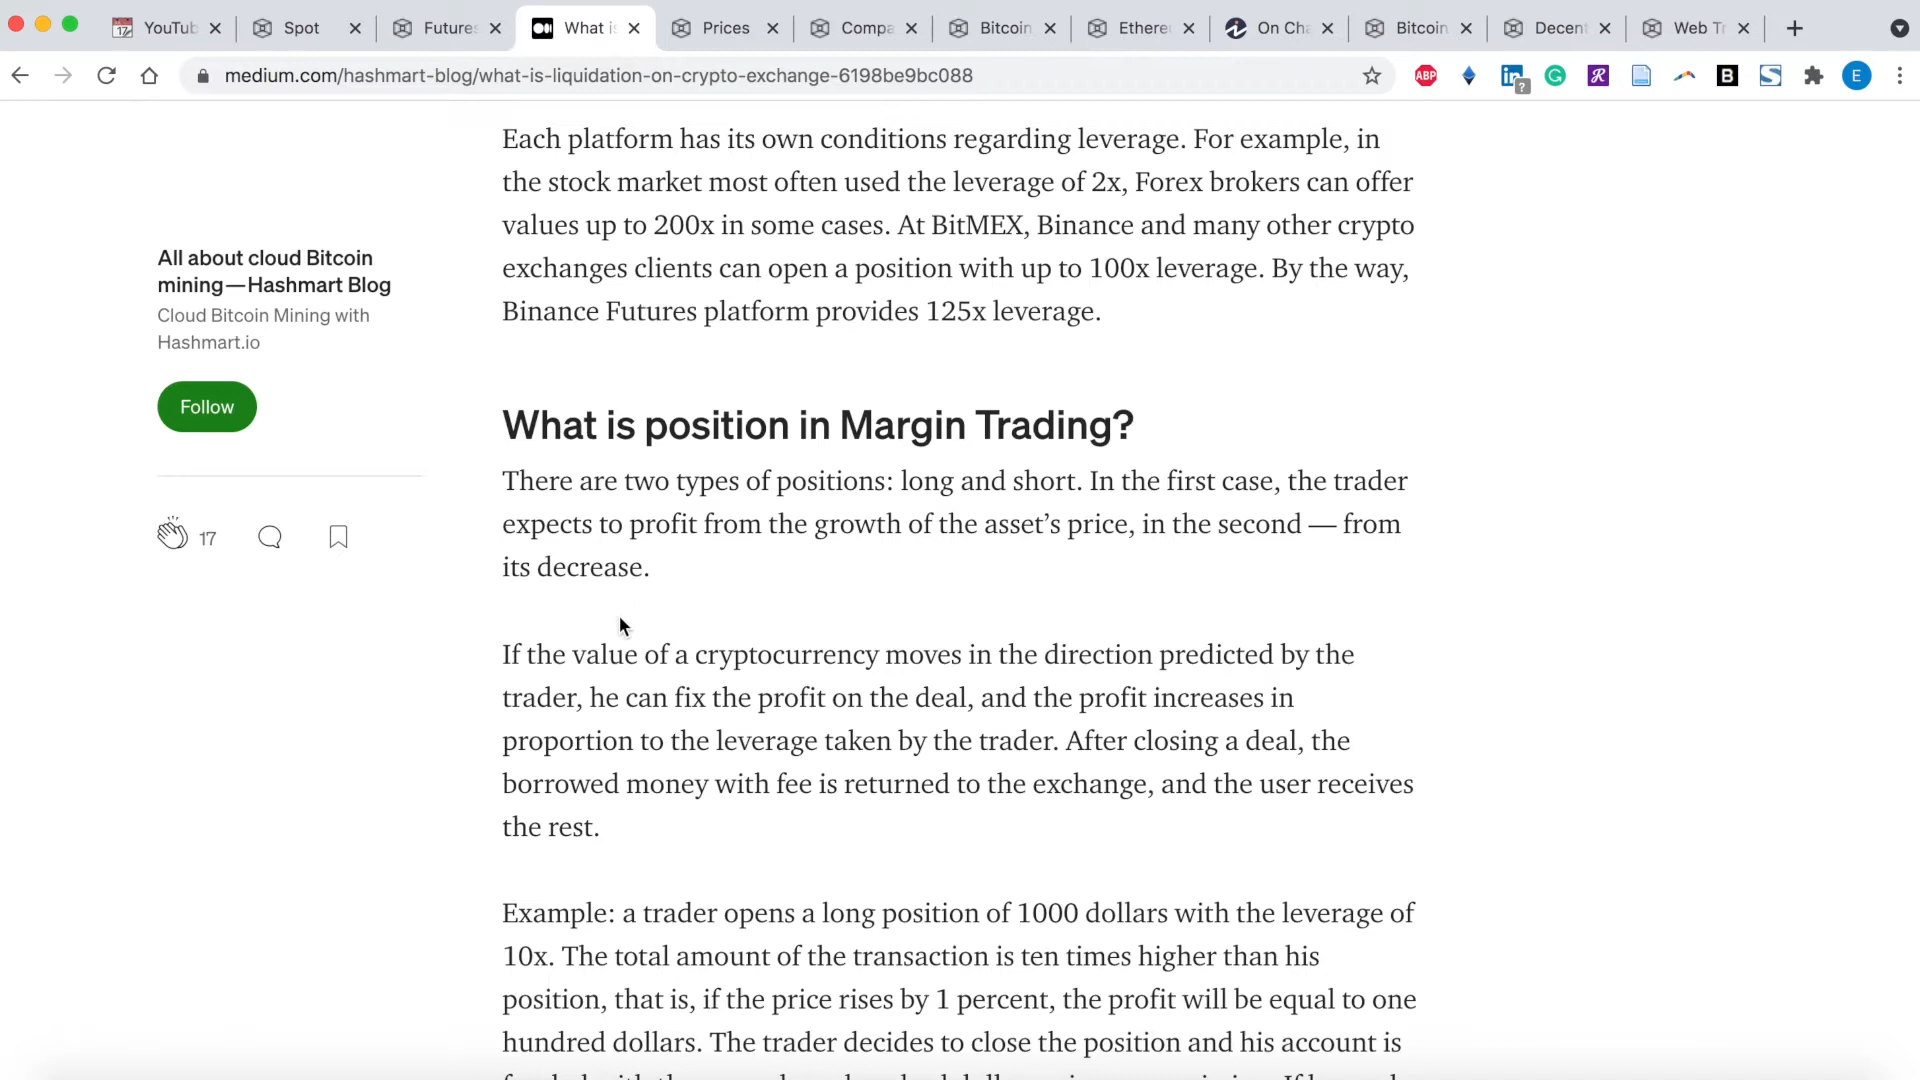 YouTub
Spot
Futures
What is
Prices
Compa
Bitcoin
Ethere
On Cha
Bitcoin
Decent
Web Tr
medium.com/hashmart-blog/what-is-liquidation-on-crypto-exchange-6198be9bc088
ABP
E
Each platform has its own conditions regarding leverage. For example, in
the stock market most often used the leverage of 2x, Forex brokers can offer
values up to 200x in some cases. At BitMEX, Binance and many other crypto
exchanges clients can open a position with up to 100x leverage. By the way,
Binance Futures platform provides 125x leverage.
All about cloud Bitcoin
mining—Hashmart Blog
Cloud Bitcoin Mining with
Hashmart.io
Follow
17
What is position in Margin Trading?
There are two types of positions: long and short. In the first case, the trader
expects to profit from the growth of the asset’s price, in the second — from
its decrease.
If the value of a cryptocurrency moves in the direction predicted by the
trader, he can fix the profit on the deal, and the profit increases in
proportion to the leverage taken by the trader. After closing a deal, the
borrowed money with fee is returned to the exchange, and the user receives
the rest.
Example: a trader opens a long position of 1000 dollars with the leverage of
10x. The total amount of the transaction is ten times higher than his
position, that is, if the price rises by 1 percent, the profit will be equal to one
hundred dollars. The trader decides to close the position and his account is